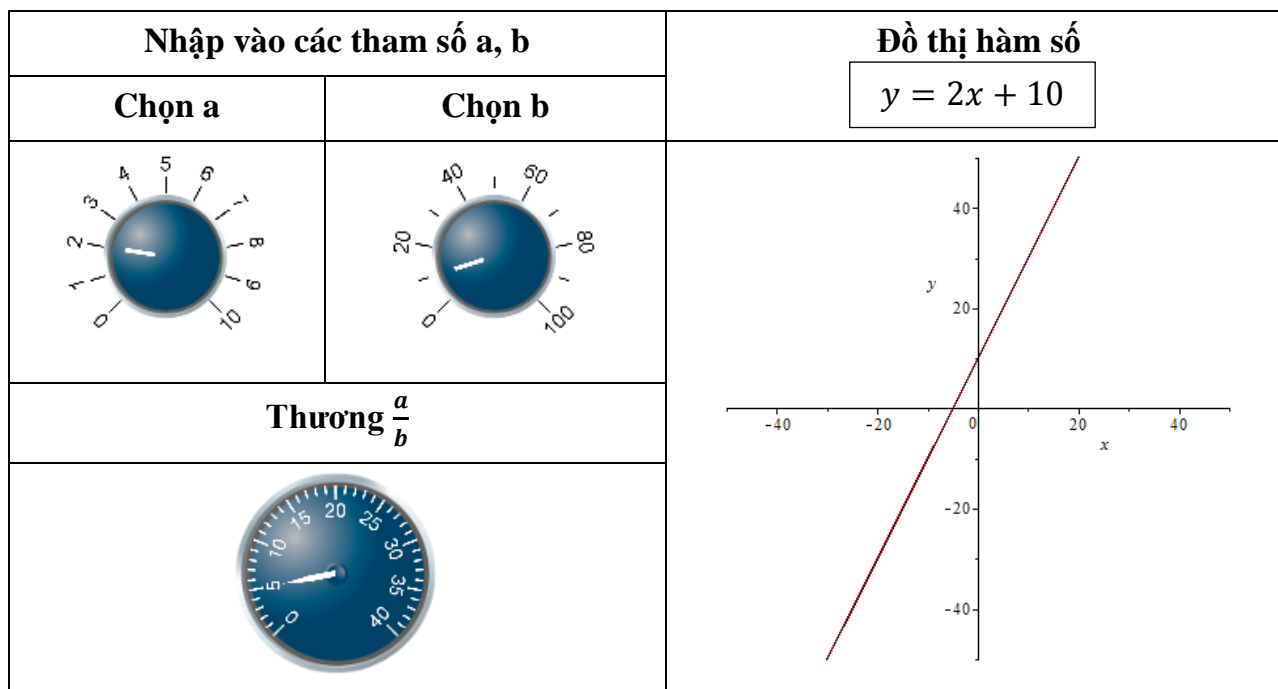 Nhập vào các tham số a, b
Chọn a
Chọn b
0 1 2 3 4 5 6 7 8 9 10
0 20 40 60 80 100
Thương a/b
0 5 10 15 20 25 30 35 40
Đồ thị hàm số
y = 2x + 10
40
y
20
-40 -20 0 20 40
x
-20
-40